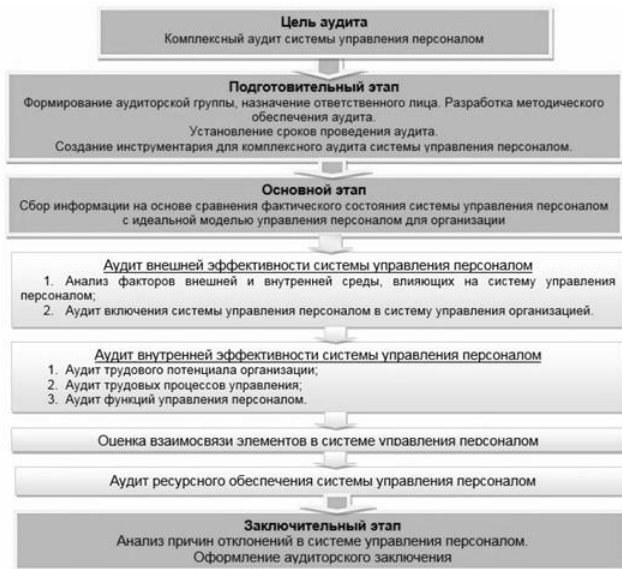 Цель аудита
Комплексный аудит системы управления персоналом
Подготовительный этап
Формирование аудиторской группы, назначение ответственного лица. Разработка методического
обеспечения аудита.
Установление сроков проведения аудита.
Создание инструментария для комплексного аудита системы управления персоналом.
Основной этап
Сбор информации на основе сравнения фактического состояния системы управления персоналом
с идеальной моделью управления персоналом для организации
Аудит внешней эффективности системы управления персоналом
1. Анализ факторов внешней и внутренней среды, влияющих на систему управления
персоналом;
2. Аудит включения системы управления персоналом в систему управления организацией.
Аудит внутренней эффективности системы управления персоналом
1. Аудит трудового потенциала организации;
2. Аудит трудовых процессов управления;
3. Аудит функций управления персоналом.
Оценка взаимосвязи элементов в системе управления персоналом
Аудит ресурсного обеспечения системы управления персоналом
Заключительный этап
Анализ причин отклонений в системе управления персоналом.
Оформление аудиторского заключения